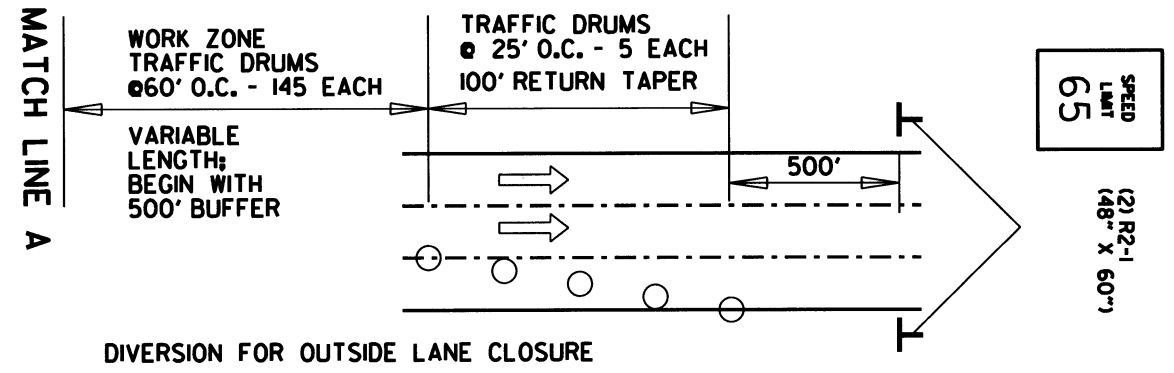 MATCH LINE A
WORK ZONE
TRAFFIC DRUMS
@60' O.C. - 145 EACH
VARIABLE
LENGTH;
BEGIN WITH
500' BUFFER
TRAFFIC DRUMS
@ 25' O.C. - 5 EACH
100' RETURN TAPER
500'
SPEED
LIMIT
65
(2) R2-1
(48" X 60")
DIVERSION FOR OUTSIDE LANE CLOSURE